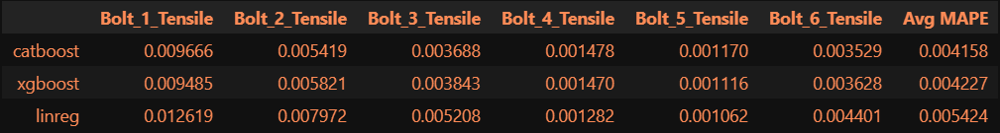 Bolt_1_Tensile Bolt_2_Tensile Bolt_3_Tensile Bolt_4_Tensile Bolt_5_Tensile Bolt_6_Tensile Avg MAPE
catboost 0.009666 0.005419 0.003688 0.001478 0.001170 0.003529 0.004158
xgboost 0.009485 0.005821 0.003843 0.001470 0.001116 0.003628 0.004227
linreg 0.012619 0.007972 0.005208 0.001282 0.001062 0.004401 0.005424